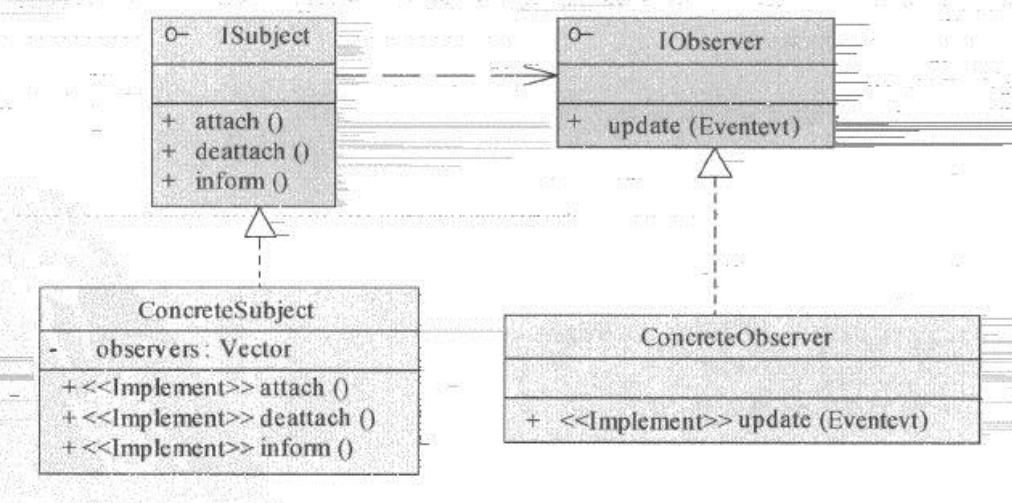 ISubject
+ attach ()
+ deattach ()
+ inform ()
IObserver
+ update (Eventevt)
ConcreteSubject
- observers: Vector
+ <<Implement>> attach ()
+ <<Implement>> deattach ()
+ <<Implement>> inform ()
ConcreteObserver
+ <<Implement>> update (Eventevt)